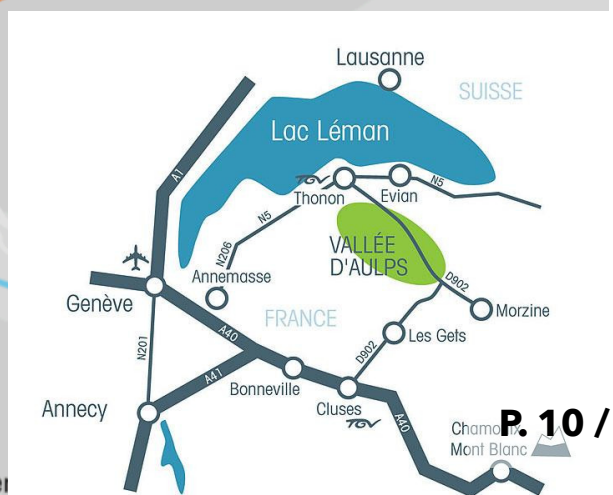 Lausanne
SUISSE
Lac Léman
A1
TGV
Thonon
Evian
N5
N5
N206
VALLÉE
D'AULPS
Annemasse
D902
Genève
Morzine
FRANCE
A40
Les Gets
N201
D902
A41
Bonneville
Annecy
Cluses
TGV
A40
P. 10 /
Mont Blanc